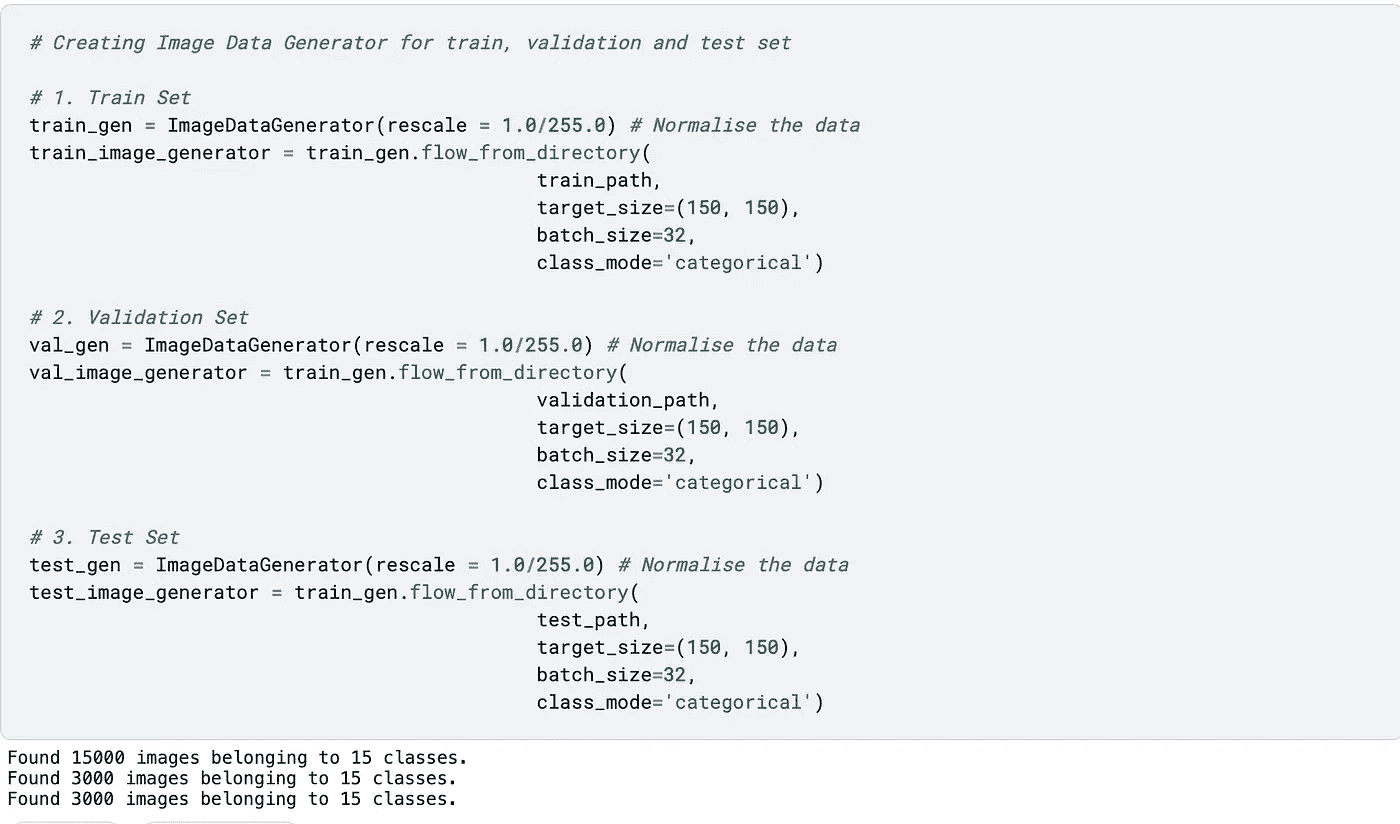 # Creating Image Data Generator for train, validation and test set
# 1. Train Set
train_gen = ImageDataGenerator(rescale = 1.0/255.0) # Normalise the data
train_image_generator = train_gen.flow_from_directory(
train_path,
target_size=(150, 150),
batch_size=32,
class_mode='categorical')
# 2. Validation Set
val_gen = ImageDataGenerator(rescale = 1.0/255.0) # Normalise the data
val_image_generator = train_gen.flow_from_directory(
validation_path,
target_size=(150, 150),
batch_size=32,
class_mode='categorical')
# 3. Test Set
test_gen = ImageDataGenerator(rescale = 1.0/255.0) # Normalise the data
test_image_generator = train_gen.flow_from_directory(
test_path,
target_size=(150, 150),
batch_size=32,
class_mode='categorical')
Found 15000 images belonging to 15 classes.
Found 3000 images belonging to 15 classes.
Found 3000 images belonging to 15 classes.